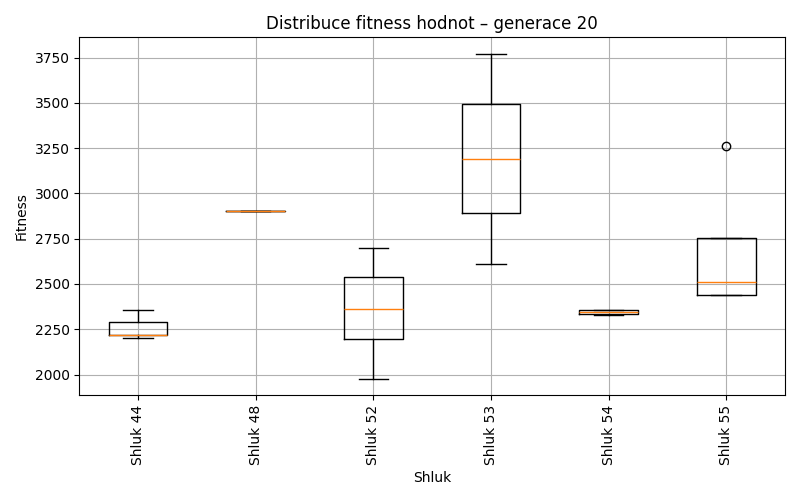 Distribuce fitness hodnot – generace 20
3750
3500
3250
3000
2750
2500
2250
2000
Fitness
Shluk 44
Shluk 48
Shluk 52
Shluk 53
Shluk 54
Shluk 55
Shluk